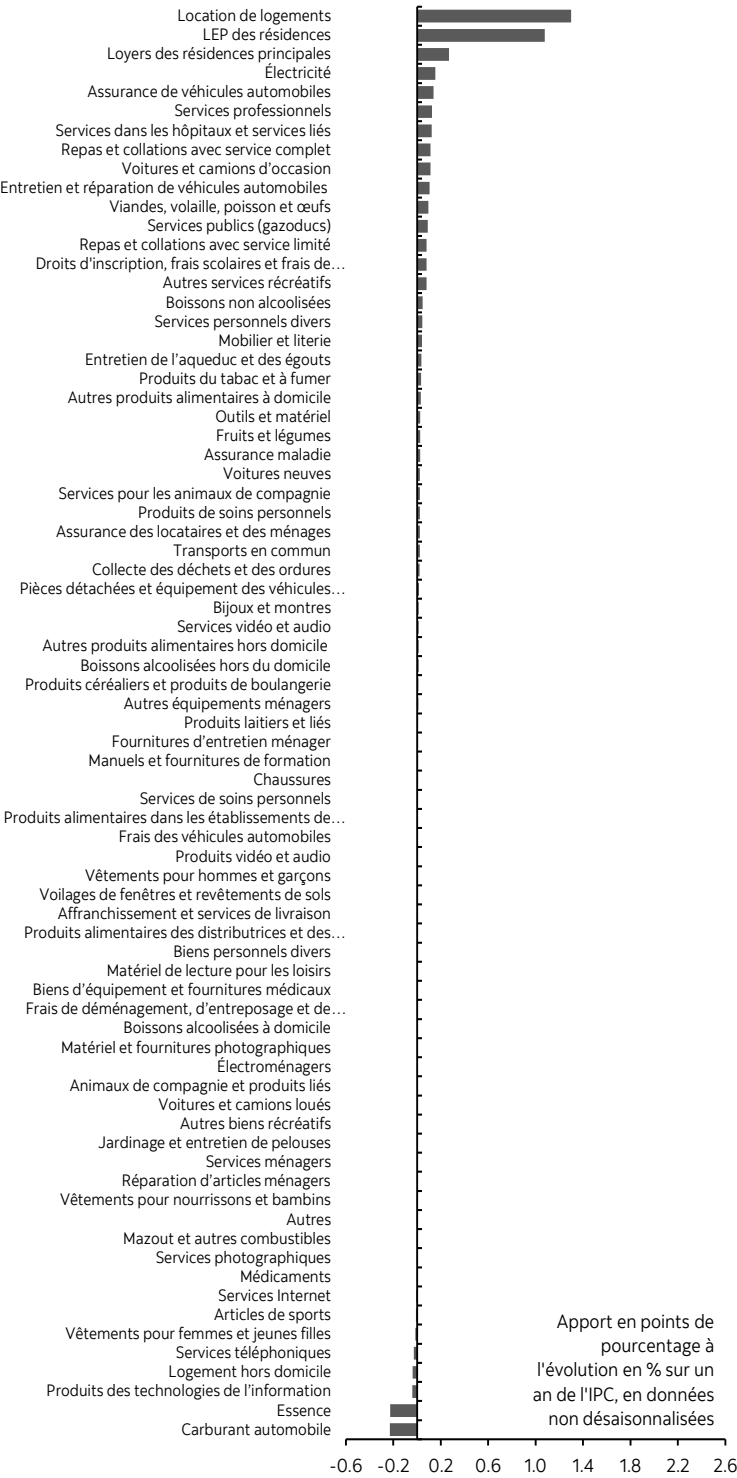 Location de logements
LEP des résidences
Loyers des résidences principales
Électricité
Assurance de véhicules automobiles
Services professionnels
Services dans les hôpitaux et services liés
Repas et collations avec service complet
Voitures et camions d’occasion
Entretien et réparation de véhicules automobiles
Viandes, volaille, poisson et œufs
Services publics (gazoducs)
Repas et collations avec service limité
Droits d'inscription, frais scolaires et frais de…
Autres services récréatifs
Boissons non alcoolisées
Services personnels divers
Mobilier et literie
Entretien de l’aqueduc et des égouts
Produits du tabac et à fumer
Autres produits alimentaires à domicile
Outils et matériel
Fruits et légumes
Assurance maladie
Voitures neuves
Services pour les animaux de compagnie
Produits de soins personnels
Assurance des locataires et des ménages
Transports en commun
Collecte des déchets et des ordures
Pièces détachées et équipement des véhicules…
Bijoux et montres
Services vidéo et audio
Autres produits alimentaires hors domicile
Boissons alcoolisées hors du domicile
Produits céréaliers et produits de boulangerie
Autres équipements ménagers
Produits laitiers et liés
Fournitures d’entretien ménager
Manuels et fournitures de formation
Chaussures
Services de soins personnels
Produits alimentaires dans les établissements de…
Frais des véhicules automobiles
Produits vidéo et audio
Vêtements pour hommes et garçons
Voilages de fenêtres et revêtements de sols
Affranchissement et services de livraison
Produits alimentaires des distributrices et des…
Biens personnels divers
Matériel de lecture pour les loisirs
Biens d’équipement et fournitures médicaux
Frais de déménagement, d’entreposage et de…
Boissons alcoolisées à domicile
Matériel et fournitures photographiques
Électroménagers
Animaux de compagnie et produits liés
Voitures et camions loués
Autres biens récréatifs
Jardinage et entretien de pelouses
Services ménagers
Réparation d’articles ménagers
Vêtements pour nourrissons et bambins
Autres
Mazout et autres combustibles
Services photographiques
Médicaments
Services Internet
Articles de sports
Vêtements pour femmes et jeunes filles
Services téléphoniques
Logement hors domicile
Produits des technologies de l’information
Essence
Carburant automobile
Apport en points de
pourcentage à
l'évolution en % sur un
an de l'IPC, en données
non désaisonnalisées
-0.6 -0.2 0.2 0.6 1.0 1.4 1.8 2.2 2.6